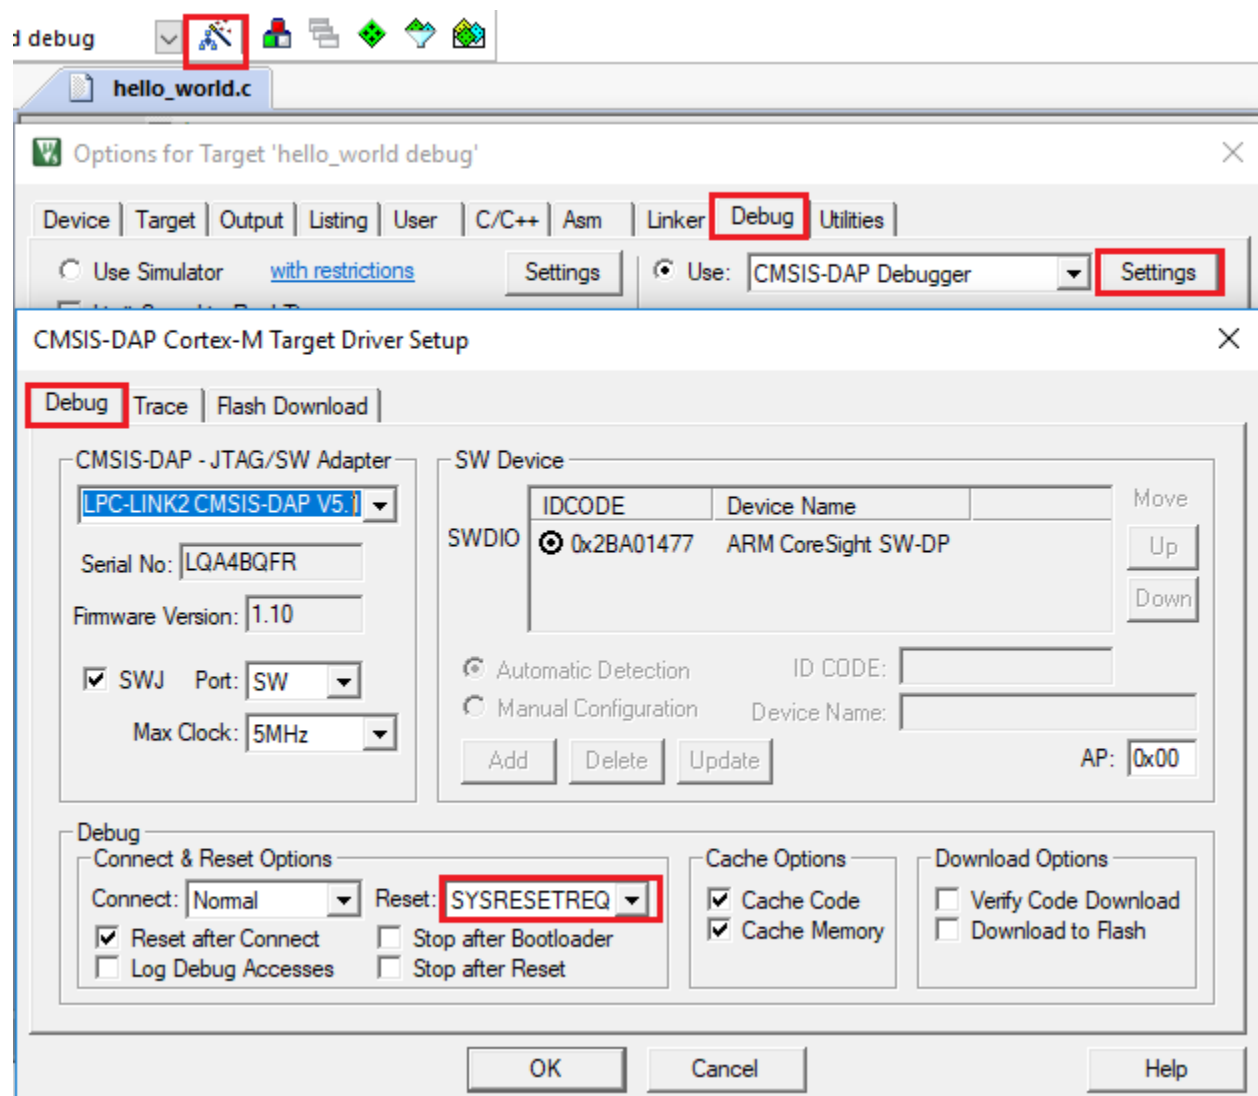 d debug
hello_world.c
Options for Target 'hello_world debug'
Device Target Output Listing User C/C++ Asm Linker Debug Utilities
Use Simulator with restrictions Settings Use: CMSIS-DAP Debugger Settings
CMSIS-DAP Cortex-M Target Driver Setup
Debug Trace Flash Download
CMSIS-DAP - JTAG/SW Adapter
LPC-LINK2 CMSIS-DAP V5.1
Serial No: LQA4BQFR
Firmware Version: 1.10
SWJ Port: SW
Max Clock: 5MHz
SW Device
IDCODE Device Name
SWDIO 0x2BA01477 ARM CoreSight SW-DP
Move
Up
Down
Automatic Detection ID CODE:
Manual Configuration Device Name:
Add Delete Update AP: 0x00
Debug
Connect & Reset Options
Connect: Normal Reset: SYSRESETREQ
Reset after Connect Stop after Bootloader
Log Debug Accesses Stop after Reset
Cache Options
Cache Code
Cache Memory
Download Options
Verify Code Download
Download to Flash
OK Cancel Help